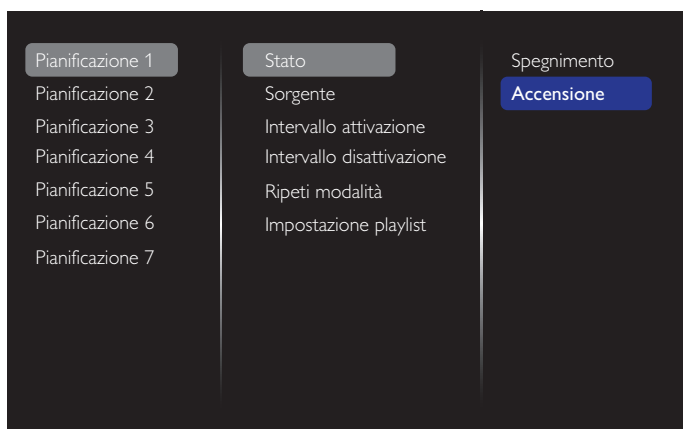 Pianificazione 1
Pianificazione 2
Pianificazione 3
Pianificazione 4
Pianificazione 5
Pianificazione 6
Pianificazione 7
Stato
Sorgente
Intervallo attivazione
Intervallo disattivazione
Ripeti modalità
Impostazione playlist
Spegnimento
Accensione